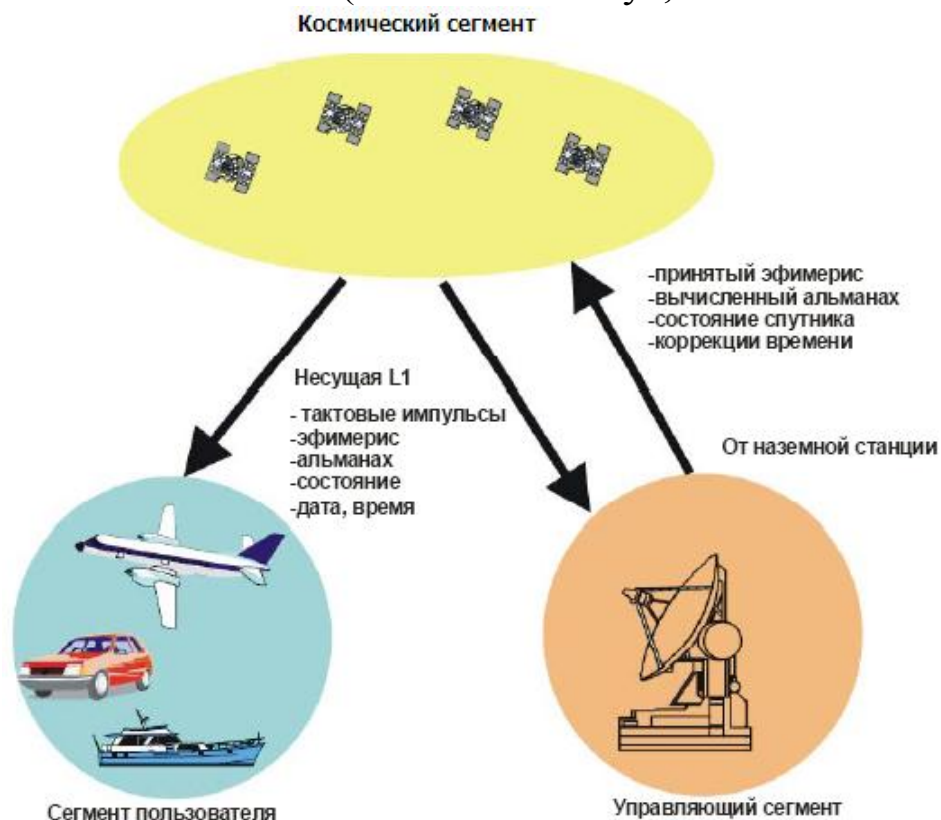 Космический сегмент
-принятый эфимерис
-вычисленный альманах
-состояние спутника
-коррекции времени
Несущая L1
- тактовые импульсы
-эфимерис
-альманах
-состояние
-дата, время
От наземной станции
Сегмент пользователя
Управляющий сегмент